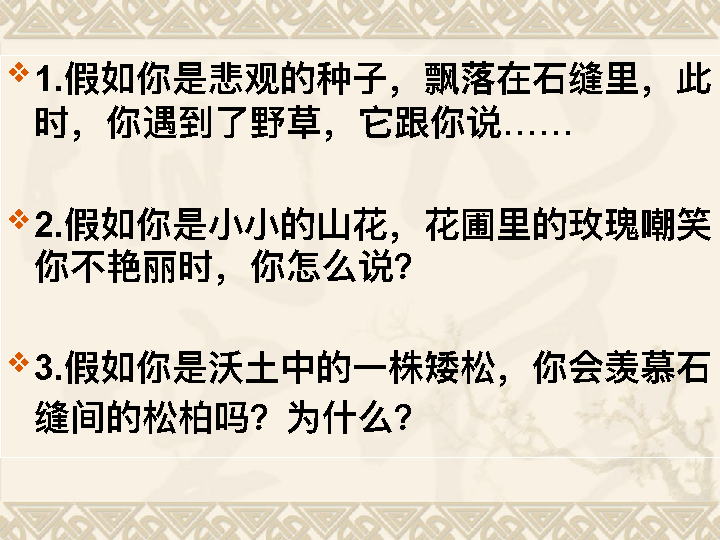 ❖1.假如你是悲观的种子，飘落在石缝里，此
时，你遇到了野草，它跟你说……
❖2.假如你是小小的山花，花圃里的玫瑰嘲笑
你不艳丽时，你怎么说？
❖3.假如你是沃土中的一株矮松，你会羡慕石
缝间的松柏吗？为什么？